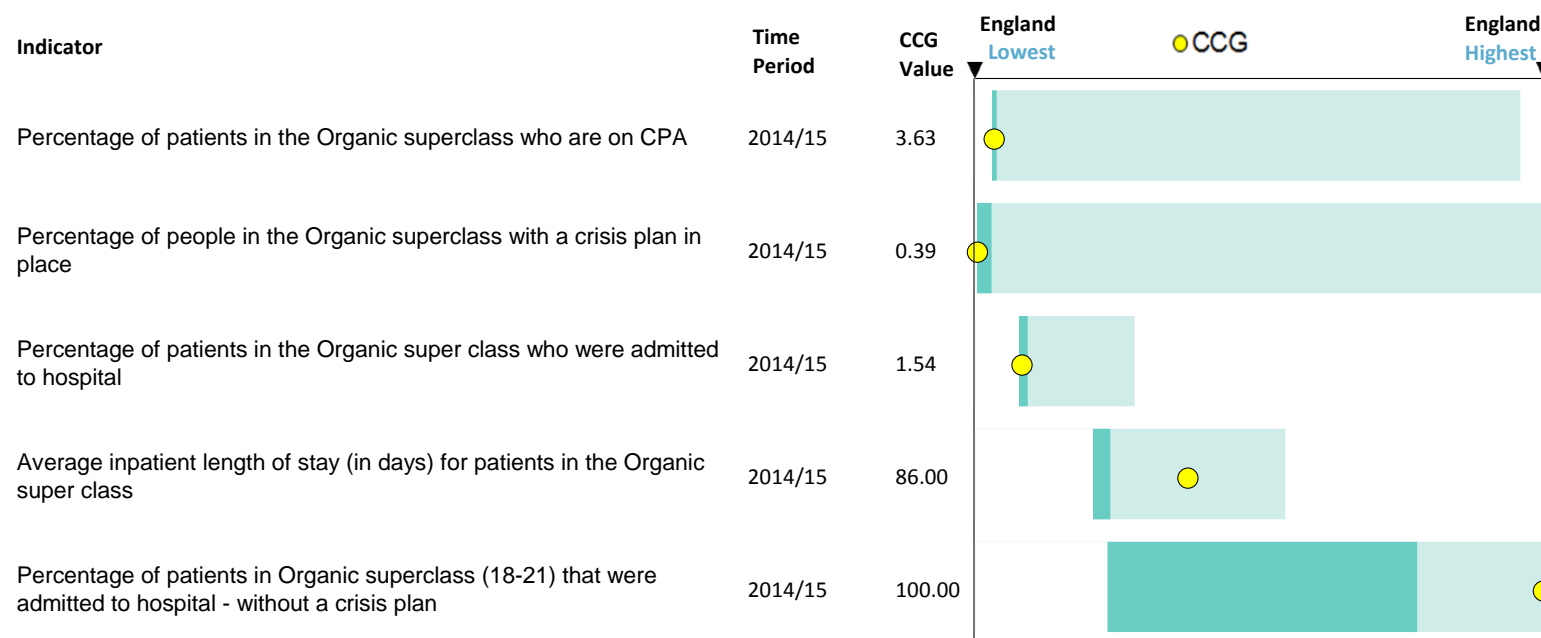 Indicator Time Period CCG Value England Lowest CCG England Highest
Percentage of patients in the Organic superclass who are on CPA 2014/15 3.63
Percentage of people in the Organic superclass with a crisis plan in
place 2014/15 0.39
Percentage of patients in the Organic super class who were admitted
to hospital 2014/15 1.54
Average inpatient length of stay (in days) for patients in the Organic
super class 2014/15 86.00
Percentage of patients in Organic superclass (18-21) that were
admitted to hospital - without a crisis plan 2014/15 100.00